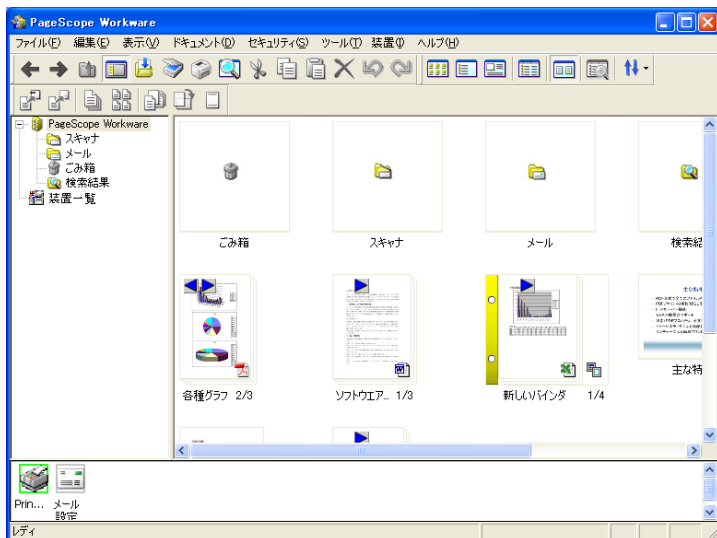 PageScope Workware
ファイル(F) 編集(E) 表示(V) ドキュメント(D) セキュリティ(S) ツール(T) 装置(I) ヘルプ(H)
PageScope Workware
スキャナ
メール
ごみ箱
検索結果
装置一覧
ごみ箱 スキャナ メール 検索結
各種グラフ 2/3 ソフトウエア... 1/3 新しいバインダ 1/4 主な特
Prin... メール設定
レディ